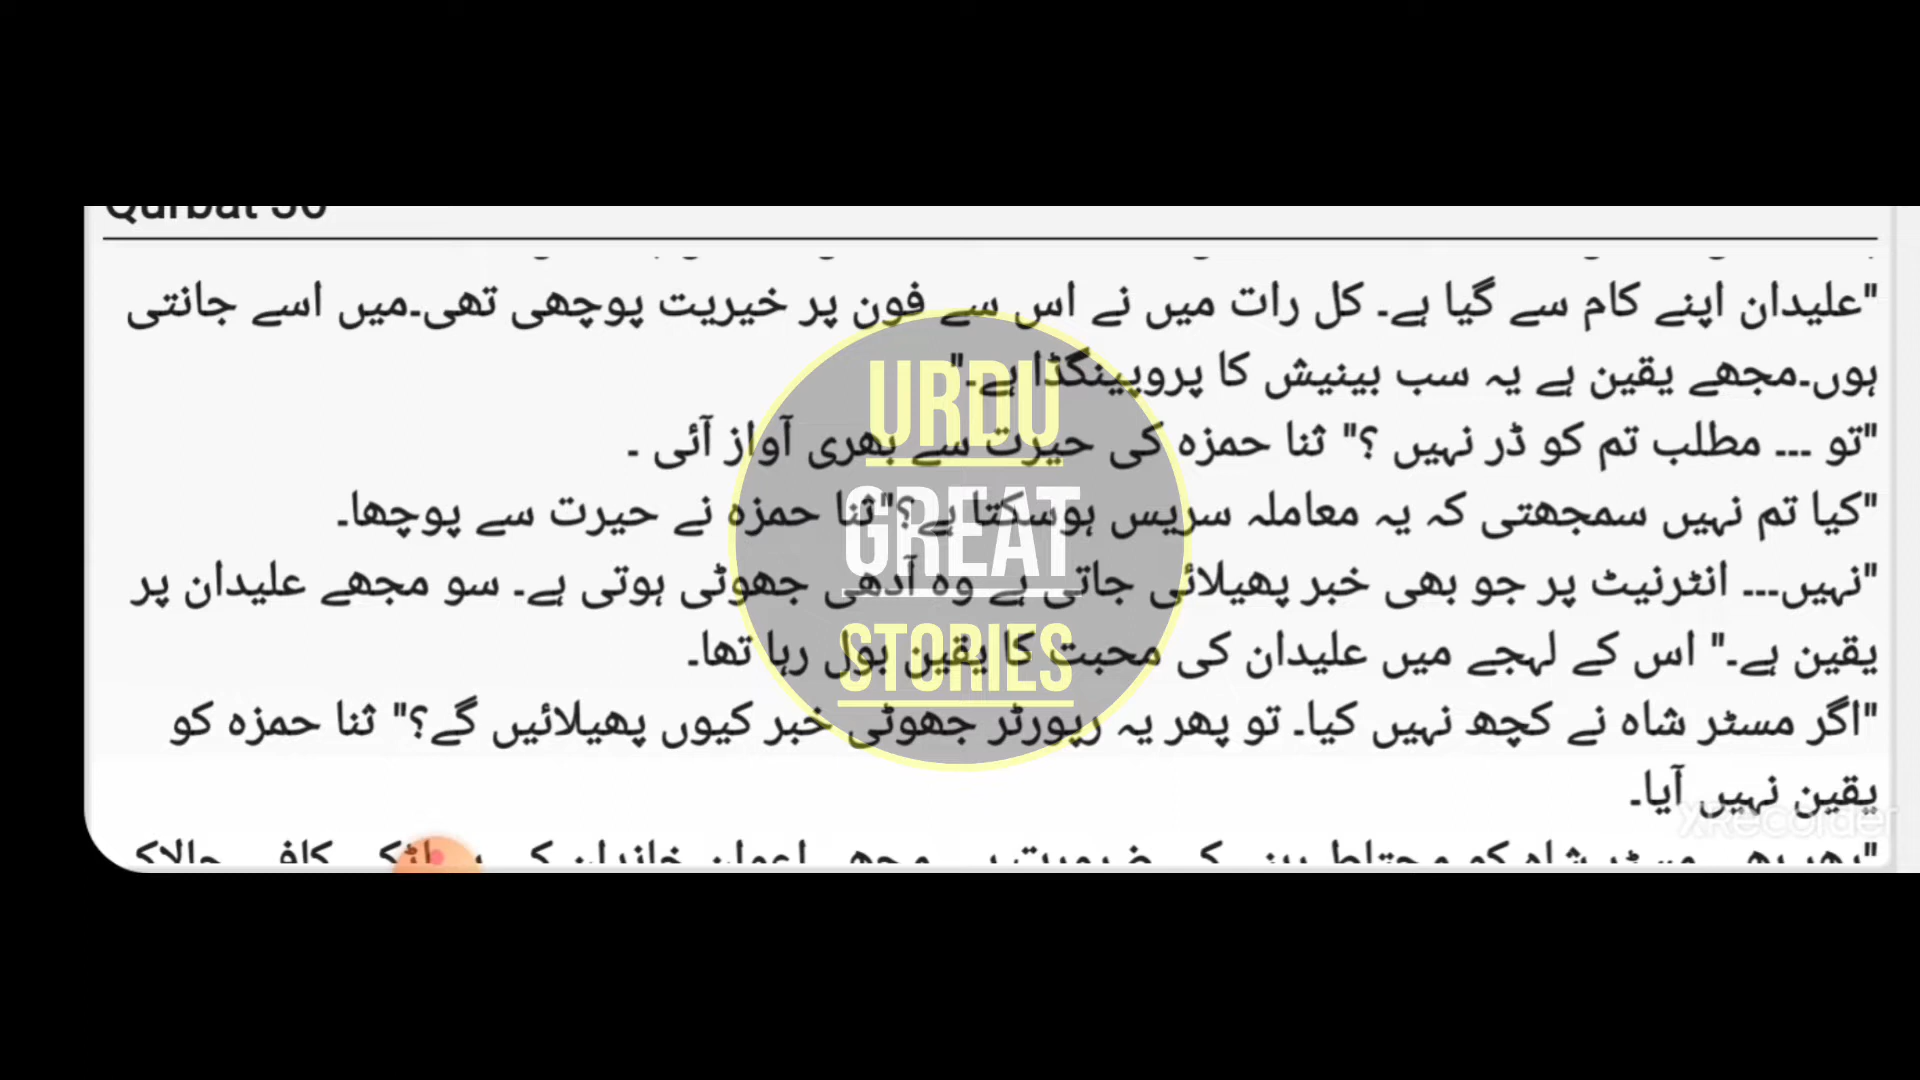 "علیدان اپنے کام سے گیا ہے۔ کل رات میں نے اس سے فون پر خیریت پوچھی تھی۔میں اسے جانتی
ہوں۔مجھے یقین ہے یہ سب بینیش کا پروپینگڈا ہے۔"
"تو ۔۔۔ مطلب تم کو ڈر نہیں ؟" ثنا حمزہ کی حیرت سے بھری آواز آئی ۔
"کیا تم نہیں سمجھتی کہ یہ معاملہ سریس ہوسکتا ہے؟"ثنا حمزہ نے حیرت سے پوچھا۔
"نہیں۔۔۔ انٹرنیٹ پر جو بھی خبر پھیلائی جاتی ہے وہ آدھی جھوٹی ہوتی ہے۔ سو مجھے علیدان پر
یقین ہے۔" اس کے لہجے میں علیدان کی محبت کا یقین بول رہا تھا۔
"اگر مسٹر شاہ نے کچھ نہیں کیا۔ تو پھر یہ رپورٹر جھوٹی خبر کیوں پھیلائیں گے؟" ثنا حمزہ کو
یقین نہیں آیا۔
URDU
GREAT
STORIES
XRecorder